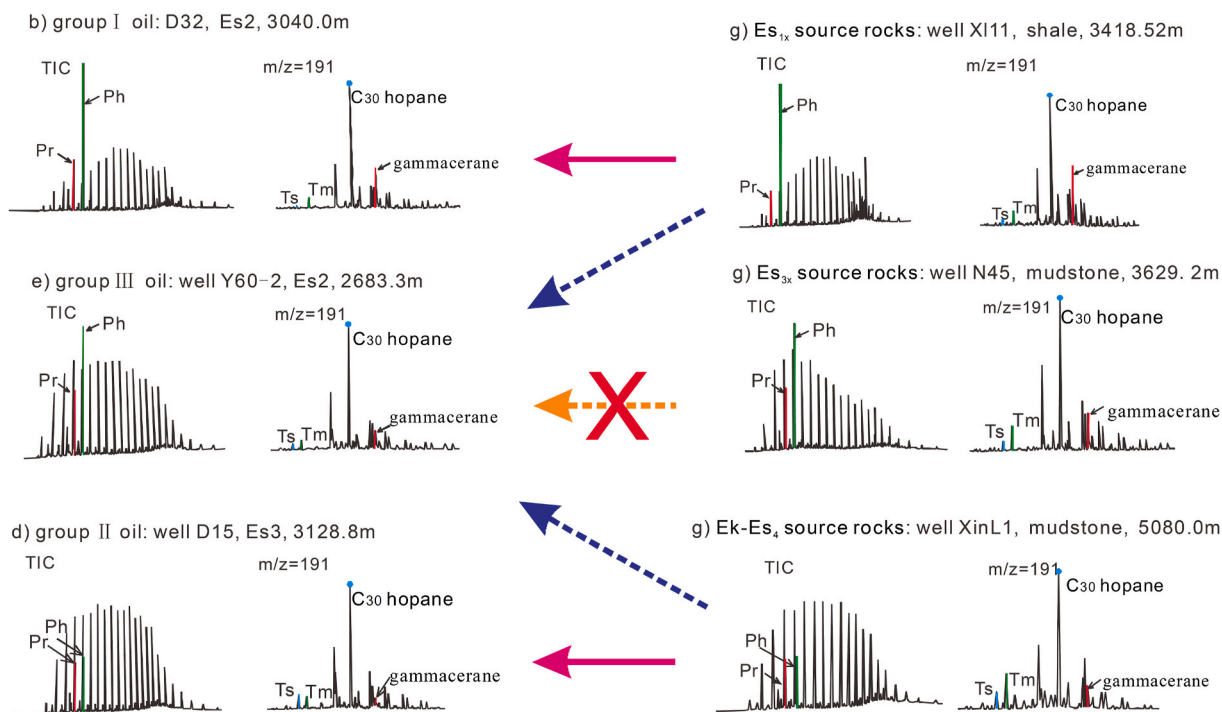 b) group Ⅰ oil: D32, Es2, 3040.0m
TIC
Ph
Pr
m/z=191
C30 hopane
gammacerane
Ts
Tm
g) Es1x source rocks: well Xl11, shale, 3418.52m
TIC
Ph
Pr
m/z=191
C30 hopane
gammacerane
Ts
Tm
e) group Ⅲ oil: well Y60-2, Es2, 2683.3m
TIC
Ph
Pr
m/z=191
C30 hopane
gammacerane
Ts
Tm
X
g) Es3x source rocks: well N45, mudstone, 3629. 2m
TIC
Ph
Pr
m/z=191
C30 hopane
gammacerane
Ts
Tm
d) group Ⅱ oil: well D15, Es3, 3128.8m
TIC
Ph
Pr
m/z=191
C30 hopane
gammacerane
Ts
Tm
g) Ek-Es4 source rocks: well XinL1, mudstone, 5080.0m
TIC
Ph
Pr
m/z=191
C30 hopane
gammacerane
Ts
Tm